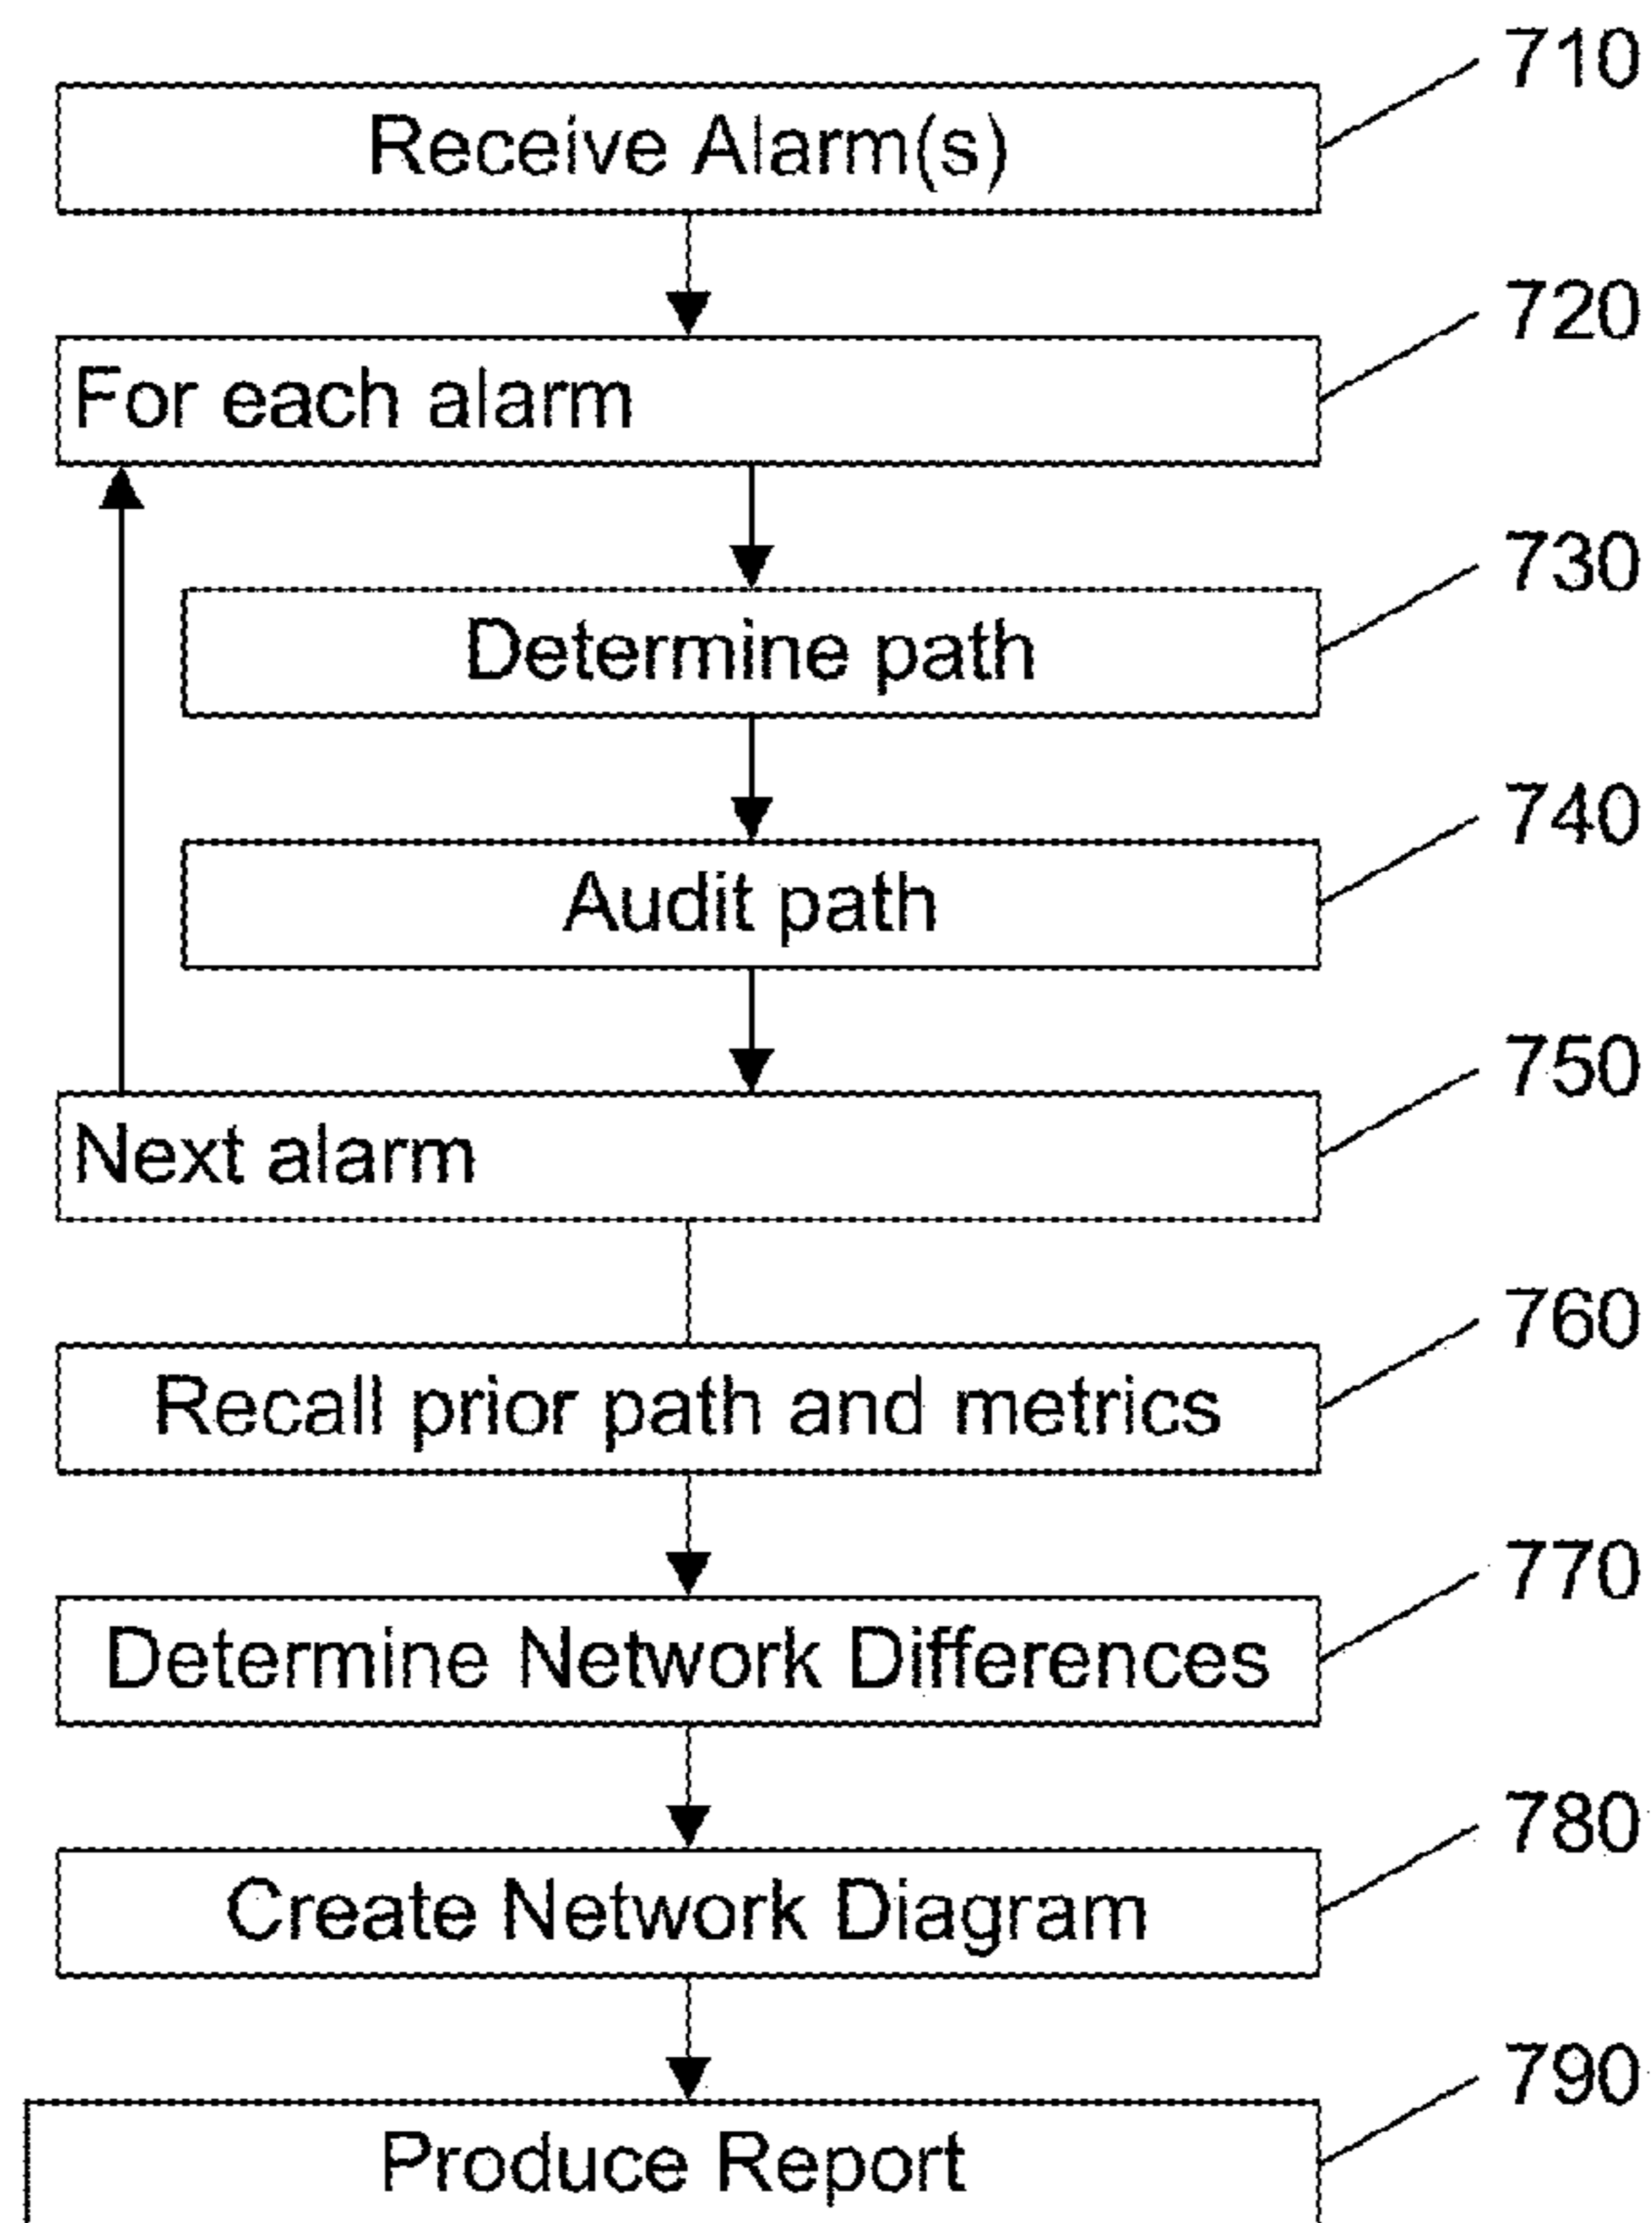 710
Receive Alarm(s)
720
For each alarm
730
Determine path
740
Audit path
750
Next alarm
760
Recall prior path and metrics
770
Determine Network Differences
780
Create Network Diagram
790
Produce Report